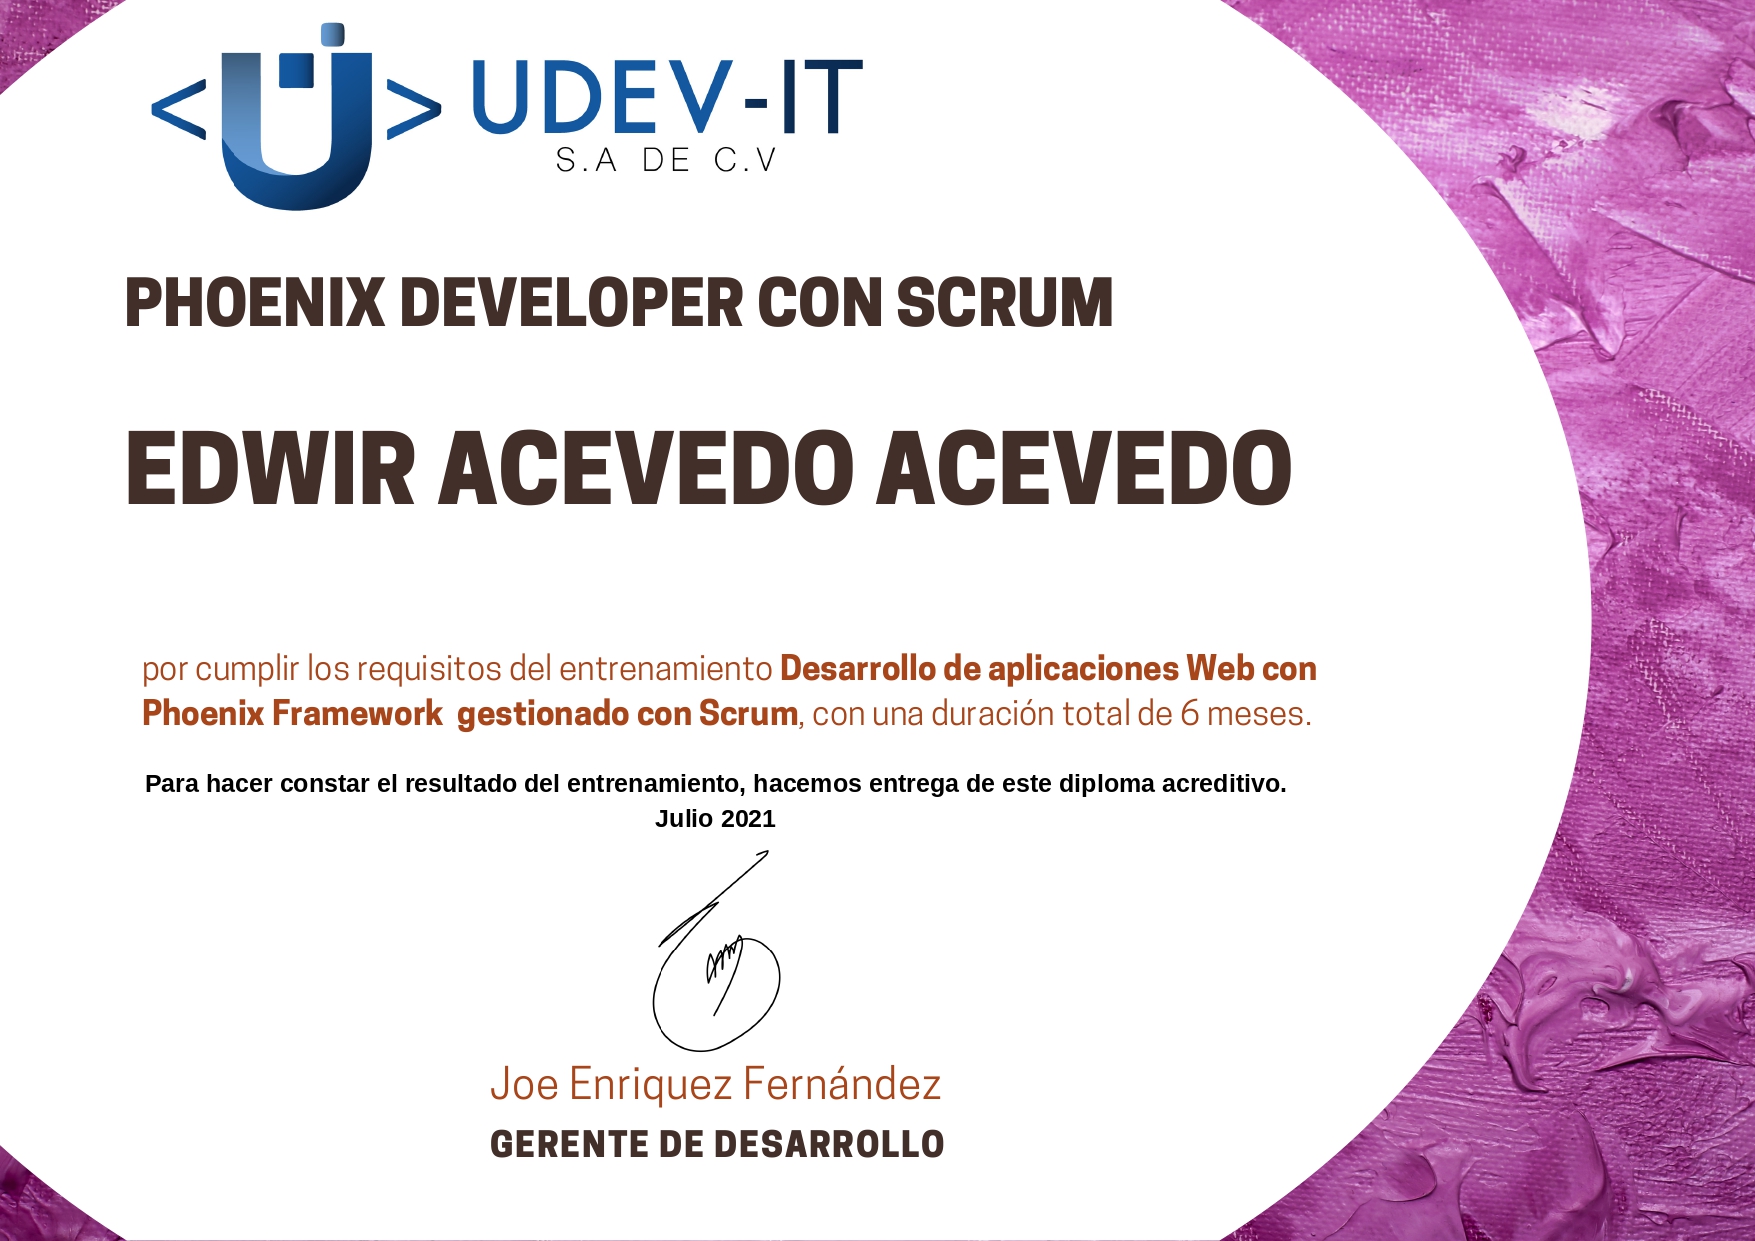 UDEV-IT
S.A DE C.V
PHOENIX DEVELOPER CON SCRUM
EDWIR ACEVEDO ACEVEDO
por cumplir los requisitos del entrenamiento Desarrollo de aplicaciones Web con
Phoenix Framework  gestionado con Scrum, con una duración total de 6 meses.
Para hacer constar el resultado del entrenamiento, hacemos entrega de este diploma acreditivo.
Julio 2021
Joe Enriquez Fernández
GERENTE DE DESARROLLO